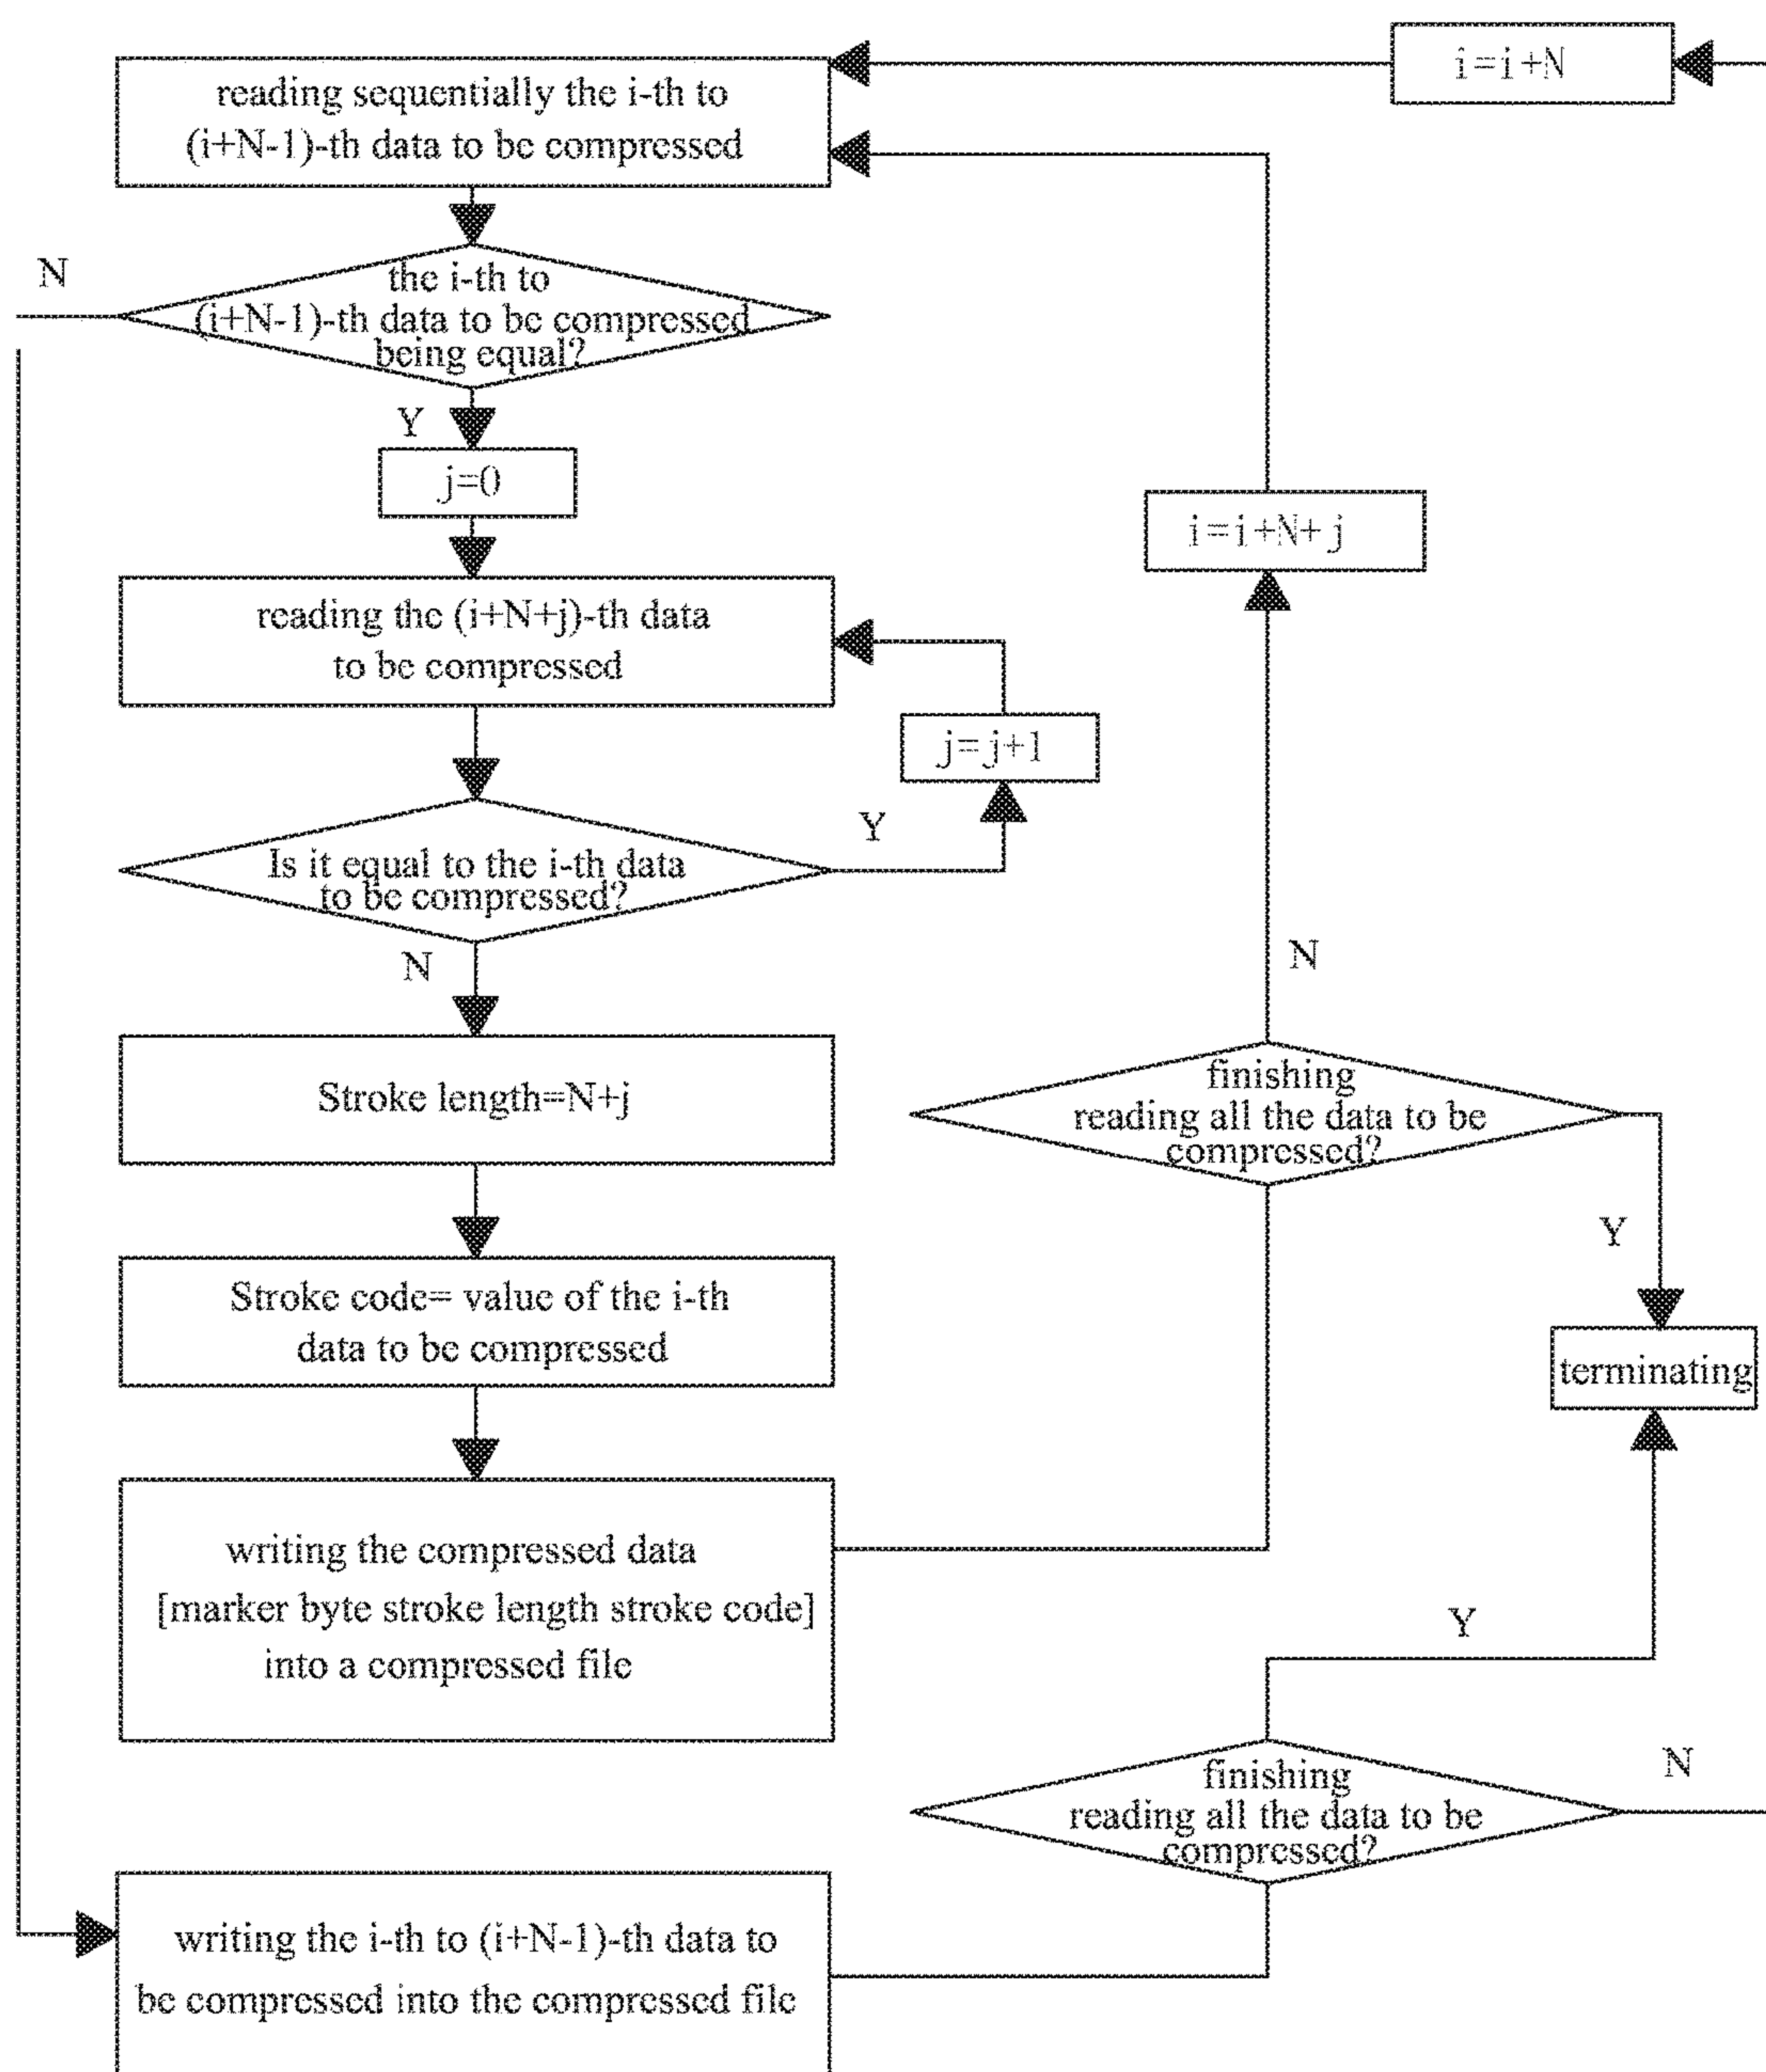 i=i+N
reading sequentially the i-th to
(i+N-1)-th data to be compressed
N
the i-th to
(i+N-1)-th data to be compressed
being equal?
Y
j=0
i=i+N+j
reading the (i+N+j)-th data
to be compressed
j=j+1
Y
Is it equal to the i-th data
to be compressed?
N
N
Stroke length=N+j
finishing
reading all the data to be
compressed?
Y
Stroke code= value of the i-th
data to be compressed
terminating
writing the compressed data
[marker byte stroke length stroke code]
into a compressed file
Y
N
finishing
reading all the data to be
compressed?
writing the i-th to (i+N-1)-th data to
be compressed into the compressed file